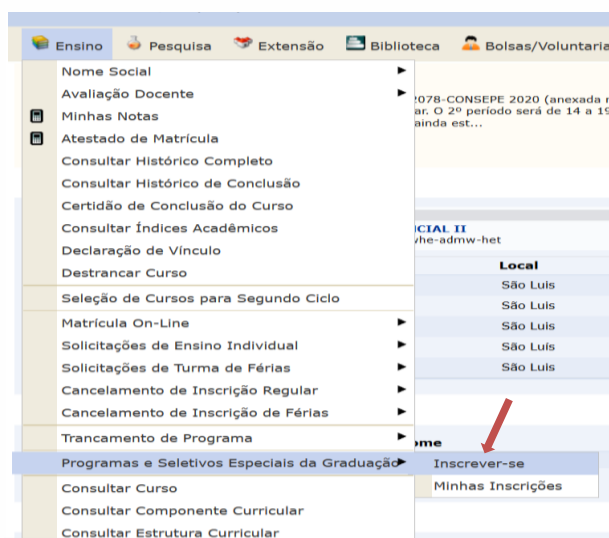 Ensino Pesquisa Extensão Biblioteca Bolsas/Voluntaria
Nome Social
Avaliação Docente
2078-CONSEPE 2020 (anexada
Minhas Notas
ar. O 2º período será de 14 a 19
ainda est...
Atestado de Matrícula
Consultar Histórico Completo
Consultar Histórico de Conclusão
Certidão de Conclusão do Curso
Consultar Índices Acadêmicos
CIAL II
Declaração de Vínculo
vhe-admw-het
Destrancar Curso
Local
São Luis
Seleção de Cursos para Segundo Ciclo
São Luis
Matrícula On-Line
São Luis
Solicitações de Ensino Individual
São Luis
Solicitações de Turma de Férias
São Luis
Cancelamento de Inscrição Regular
Cancelamento de Inscrição de Férias
Trancamento de Programa
ome
Programas e Seletivos Especiais da Graduação
Inscrever-se
Consultar Curso
Minhas Inscrições
Consultar Componente Curricular
Consultar Estrutura Curricular